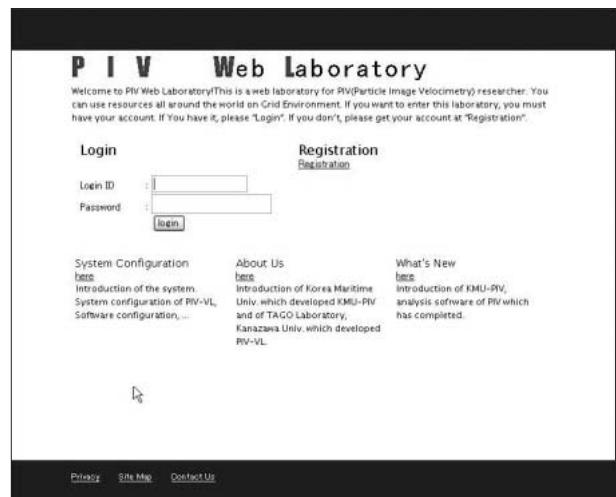 PIV Web Laboratory
Welcome to PIV Web Laboratory!This is a web laboratory for PIV(Particle Image Velocimetry) researcher. You
can use resources all around the world on Grid Environment. If you want to enter this laboratory, you must
have your account. If You have it, please "Login". If you don't, please get your account at "Registration".
Login
Login ID :
Password :
login
Registration
Registration
System Configuration
here
Introduction of the system.
System configuration of PIV-VL,
Software configuration, ...
About Us
here
Introduction of Korea Maritime
Univ. which developed KMU-PIV
and of TAGO Laboratory,
Kanazawa Univ. which developed
PIV-VL.
What's New
here
Introduction of KMU-PIV,
analysis sofrware of PIV which
has completed.
Privacy Site Map Contact Us